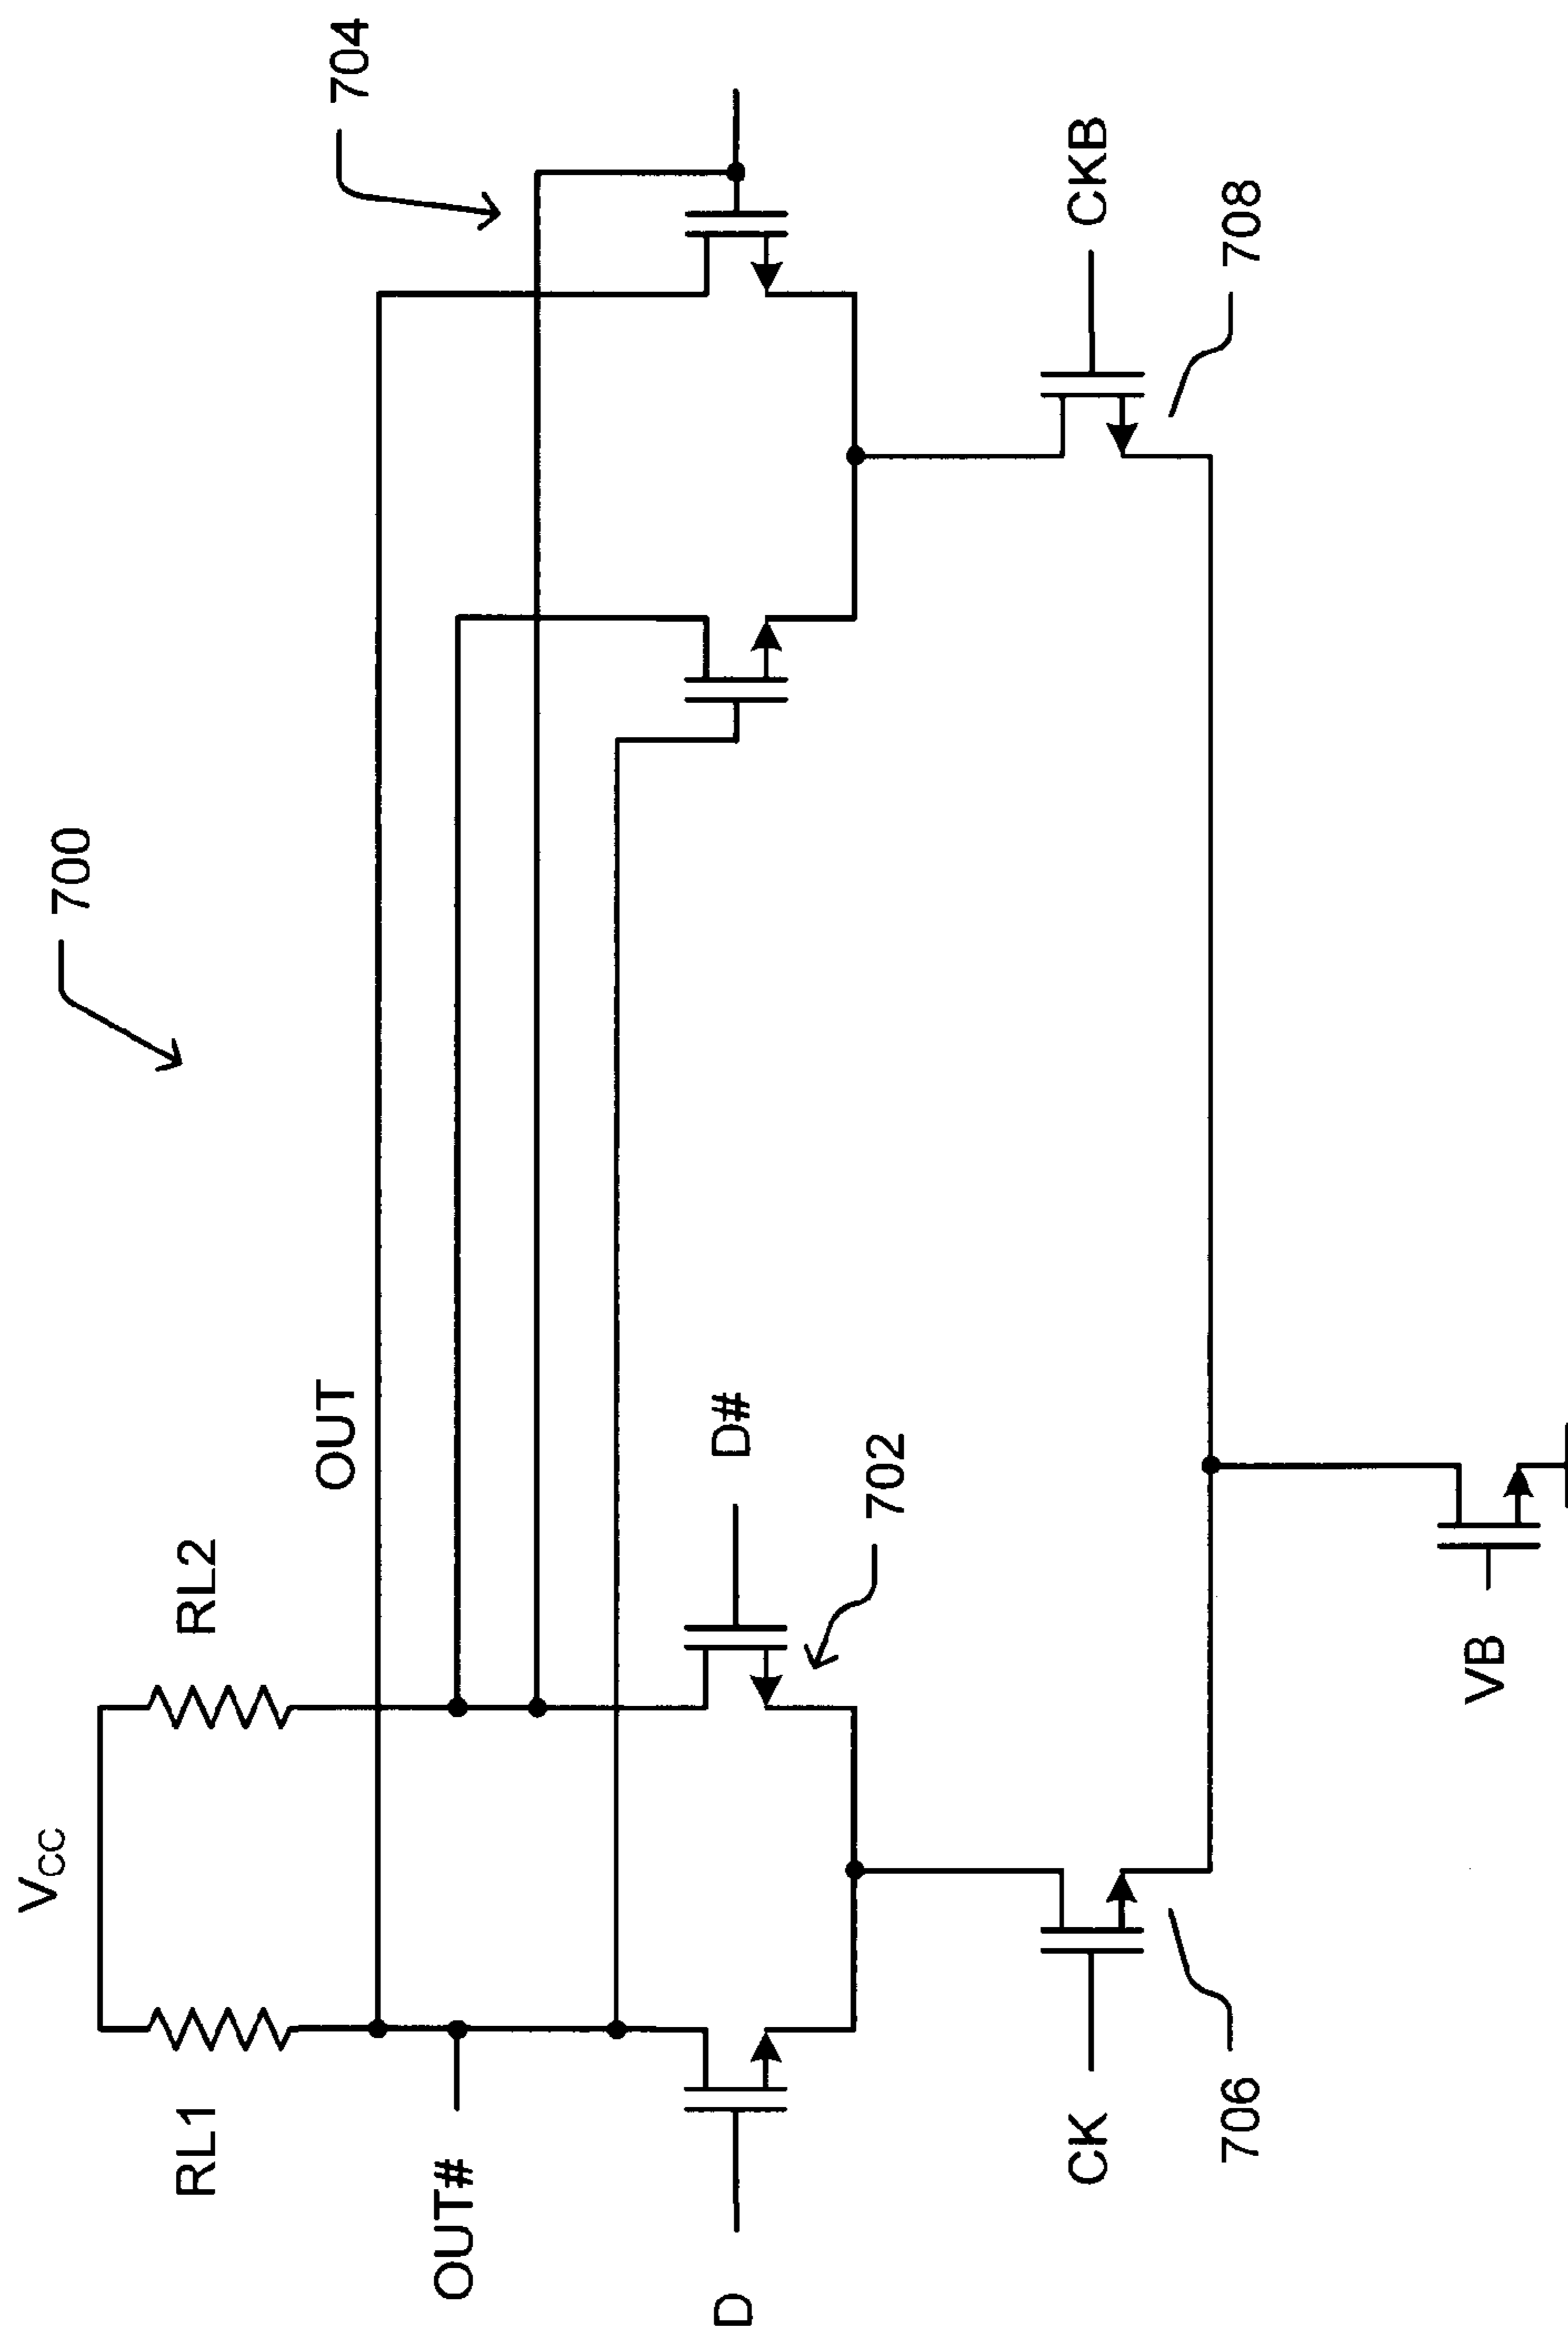 700
704
VCC
RL1
RL2
OUT
OUT#
D
D#
702
CK
CKB
706
708
VB